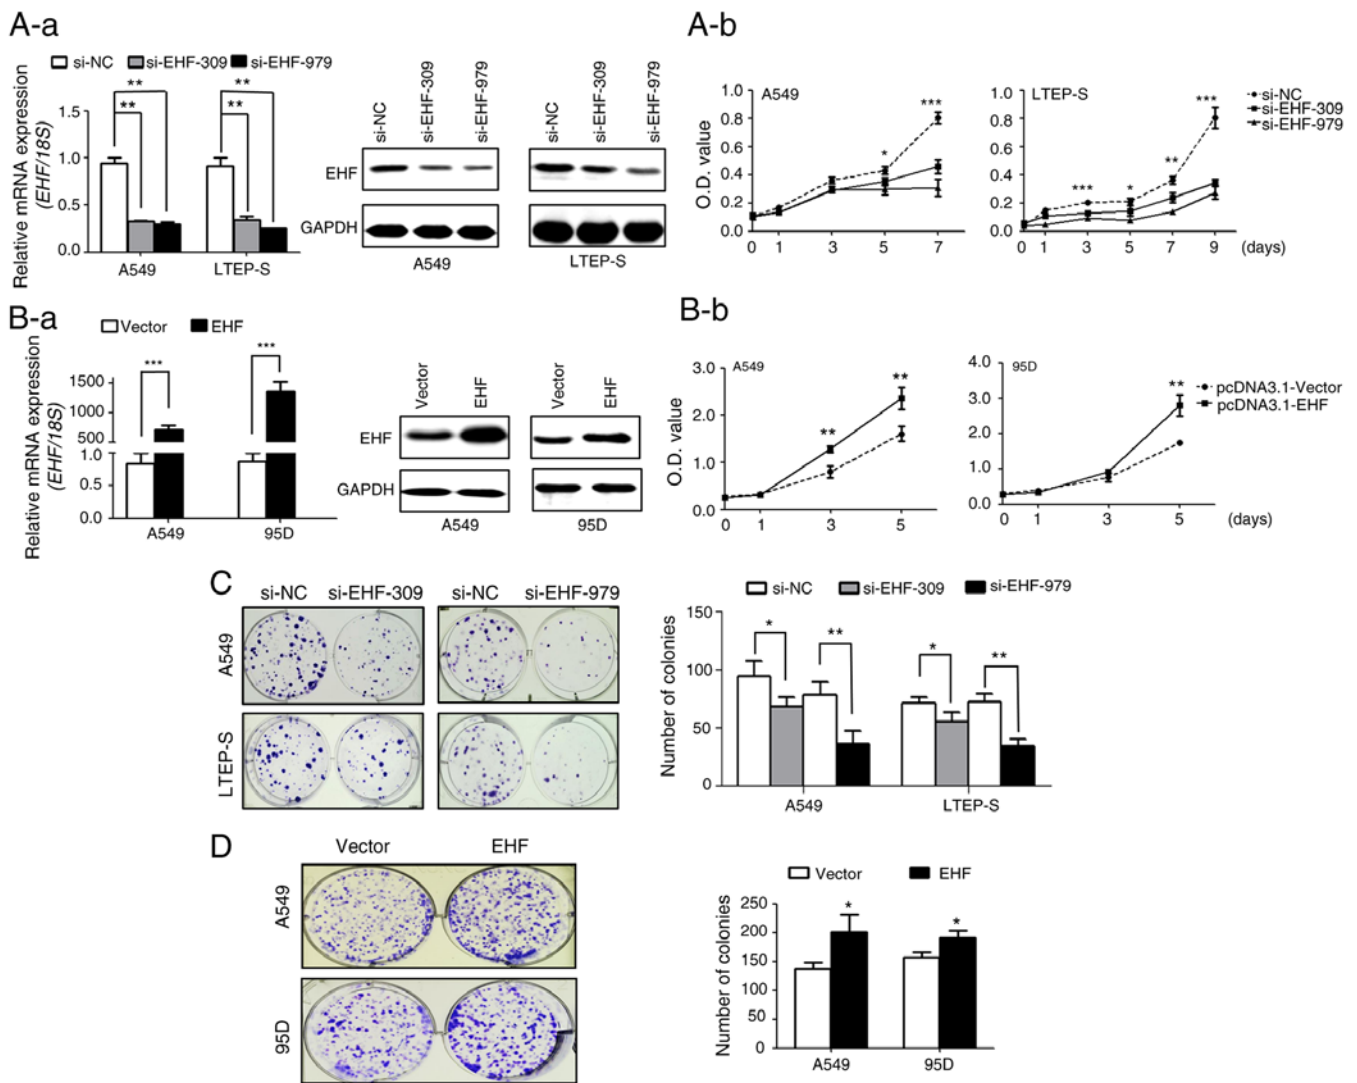 A-a
si-NC si-EHF-309 si-EHF-979
Relative mRNA expression
(EHF/18S)
1.5
1.0
0.5
0.0
** ** ** **
A549 LTEP-S
si-NC si-EHF-309 si-EHF-979 si-NC si-EHF-309 si-EHF-979
EHF
GAPDH
A549 LTEP-S
A-b
O.D. value
A549
1.0
0.8
0.6
0.4
0.2
0.0
* ***
0 1 3 5 7
LTEP-S
1.0
0.8
0.6
0.4
0.2
0.0
*** * ** ***
0 1 3 5 7 9 (days)
si-NC
si-EHF-309
si-EHF-979
B-a
Vector EHF
Relative mRNA expression
(EHF/18S)
1500
1000
500
1.0
0.5
0.0
*** ***
A549 95D
Vector EHF Vector EHF
EHF
GAPDH
A549 95D
B-b
O.D. value
A549
3.0
2.0
1.0
0.0
** **
0 1 3 5
95D
4.0
3.0
2.0
1.0
0.0
**
0 1 3 5 (days)
pcDNA3.1-Vector
pcDNA3.1-EHF
C
si-NC si-EHF-309 si-NC si-EHF-979
A549
LTEP-S
si-NC si-EHF-309 si-EHF-979
Number of colonies
150
100
50
0
* ** * **
A549 LTEP-S
D
Vector EHF
A549
95D
Vector EHF
Number of colonies
250
200
150
100
50
0
* *
A549 95D